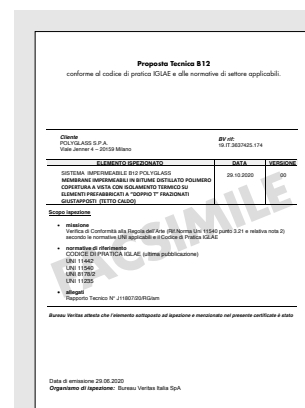 Proposta Tecnica B12
conforme al codice di pratica IGLAE e alle normative di settore applicabili.
Cliente
POLYGLASS S.P.A.
Viale Jenner 4 – 20159 Milano
BV rif:
19.IT.3637425.174
ELEMENTO ISPEZIONATO DATA VERSIONE
SISTEMA IMPERMEABILE B12 POLYGLASS 29.10.2020 00
MEMBRANE IMPERMEABILI IN BITUME DISTILLATO POLIMERO
COPERTURA A VISTA CON ISOLAMENTO TERMICO SU
ELEMENTI PREFABBRICATI A "DOPPIO T" FRAZIONATI
GIUSTAPPOSTI (TETTO CALDO)
FACSIMILE
Scopo ispezione
• missione
Verifica di Conformità alla Regola dell'Arte (Rif.Norma Uni 11540 punto 3.21 e relativa nota 2)
secondo le normative UNI applicabili e il Codice di Pratica IGLAE
• normative di riferimento
CODICE DI PRATICA IGLAE (ultima pubblicazione)
UNI 11442
UNI 11540
UNI 8178/2
UNI 11235
• allegati
Rapporto Tecnico N° J11807/20/RG/am
Bureau Veritas attesta che l'elemento sottoposto ad ispezione e menzionato nel presente certificato è stato
Data di emissione 29.06.2020
Organismo di ispezione: Bureau Veritas Italia SpA